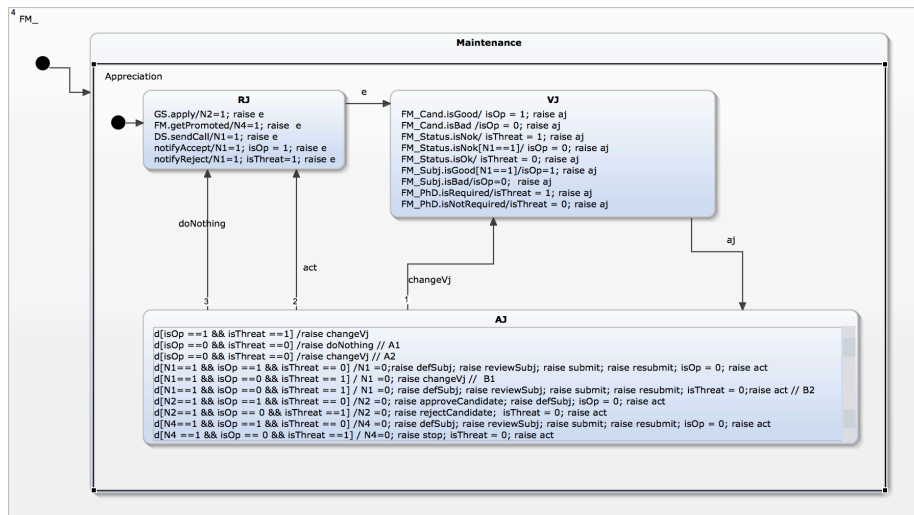 4
FM_
Maintenance
Appreciation
RJ
GS.apply/N2=1; raise e
FM.getPromoted/N4=1; raise  e
DS.sendCall/N1=1; raise e
notifyAccept/N1=1; isOp = 1; raise e
notifyReject/N1=1; isThreat=1; raise e
e
VJ
FM_Cand.isGood/ isOp = 1; raise aj
FM_Cand.isBad /isOp = 0; raise aj
FM_Status.isNok/ isThreat = 1; raise aj
FM_Status.isNok[N1==1]/ isOp = 0; raise aj
FM_Status.isOk/ isThreat = 0; raise aj
FM_Subj.isGood[N1==1]/isOp=1; raise aj
FM_Subj.isBad/isOp=0;  raise aj
FM_PhD.isRequired/isThreat = 1; raise aj
FM_PhD.isNotRequired/isThreat = 0; raise aj
doNothing
act
changeVj
aj
3
2
1
AJ
d[isOp ==1 && isThreat ==1] /raise changeVj
d[isOp ==0 && isThreat ==0] /raise doNothing // A1
d[isOp ==0 && isThreat ==0] /raise changeVj // A2
d[N1==1 && isOp ==1 && isThreat == 0] /N1 =0;raise defSubj; raise reviewSubj; raise submit; raise resubmit; isOp = 0; raise act
d[N1==1 && isOp ==0 && isThreat == 1] / N1 =0; raise changeVj //  B1
d[N1==1 && isOp ==0 && isThreat == 1] / N1 =0; raise defSubj; raise reviewSubj; raise submit; raise resubmit; isThreat = 0;raise act // B2
d[N2==1 && isOp ==1 && isThreat == 0] /N2 =0; raise approveCandidate; raise defSubj; isOp = 0; raise act
d[N2==1 && isOp == 0 && isThreat ==1] /N2 =0; raise rejectCandidate;  isThreat = 0; raise act
d[N4==1 && isOp ==1 && isThreat == 0] /N4 =0; raise defSubj; raise reviewSubj; raise submit; raise resubmit; isOp = 0; raise act
d[N4 ==1 && isOp == 0 && isThreat ==1] / N4=0; raise stop; isThreat = 0; raise act